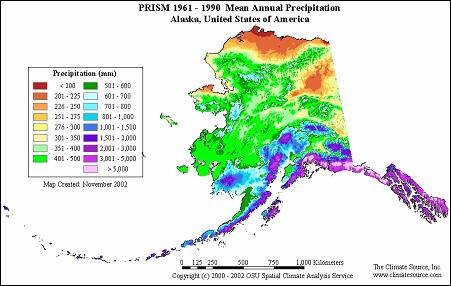 PRISM 1961 - 1990 Mean Annual Precipitation
Alaska, United States of America
Precipitation (mm)
< 200
201 - 225
226 - 250
251 - 275
276 - 300
301 - 350
351 - 400
401 - 500
501 - 600
601 - 700
701 - 800
801 - 1,000
1,001 - 1,500
1,501 - 2,000
2,001 - 3,000
3,001 - 5,000
> 5,000
Map Created: November 2002
0 125 250 500 750 1,000 Kilometers
Copyright (c) 2000 - 2002 OSU Spatial Climate Analysis Service
The Climate Source, Inc.
www.climatesource.com